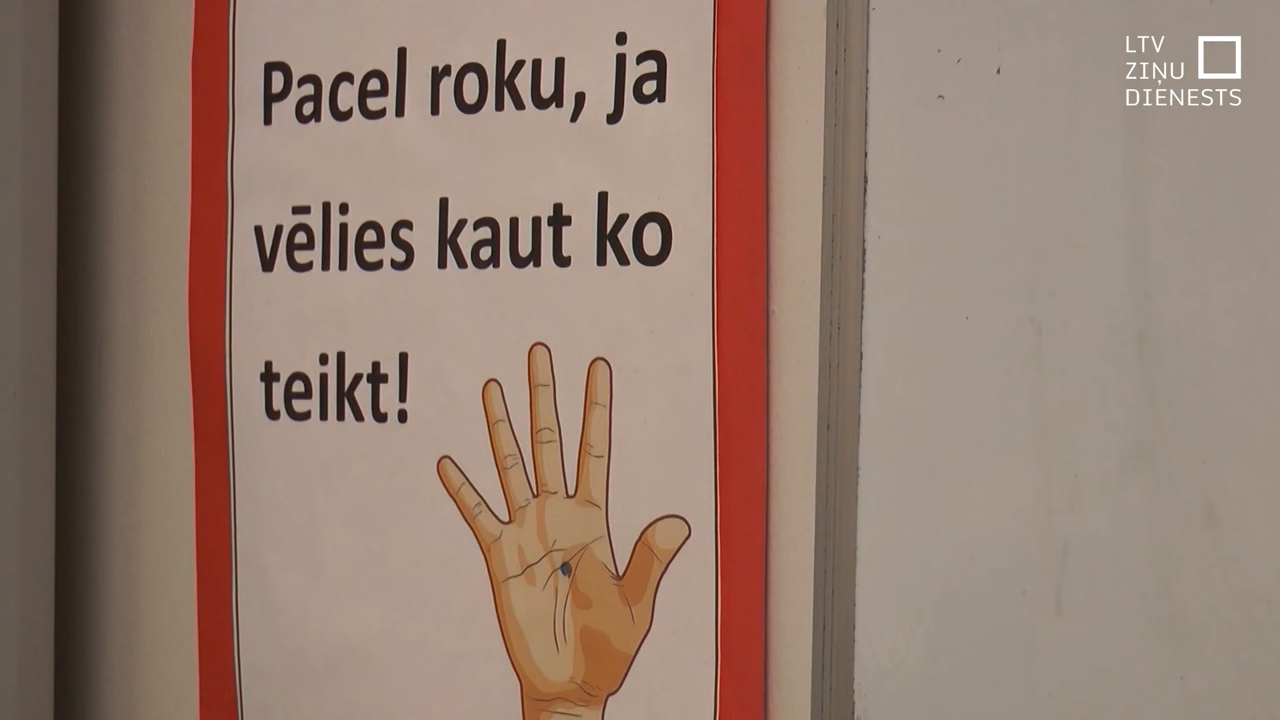 Pacel roku, ja
vēlies kaut ko
teikt!
LTV
ZIŅU
DIENESTS